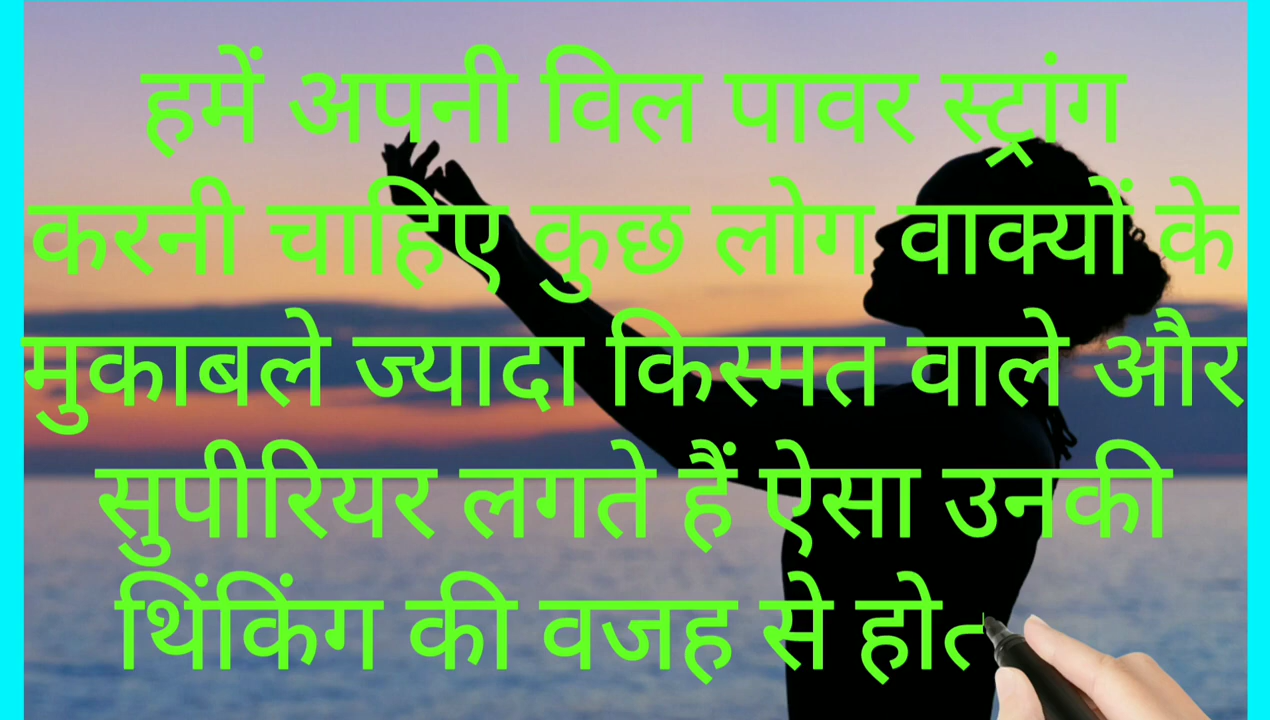 हमें अपनी विल पावर स्ट्रांग
करनी चाहिए कुछ लोग वाक्यों के
मुकाबले ज्यादा किस्मत वाले और
सुपीरियर लगते हैं ऐसा उनकी
थिंकिंग की वजह से